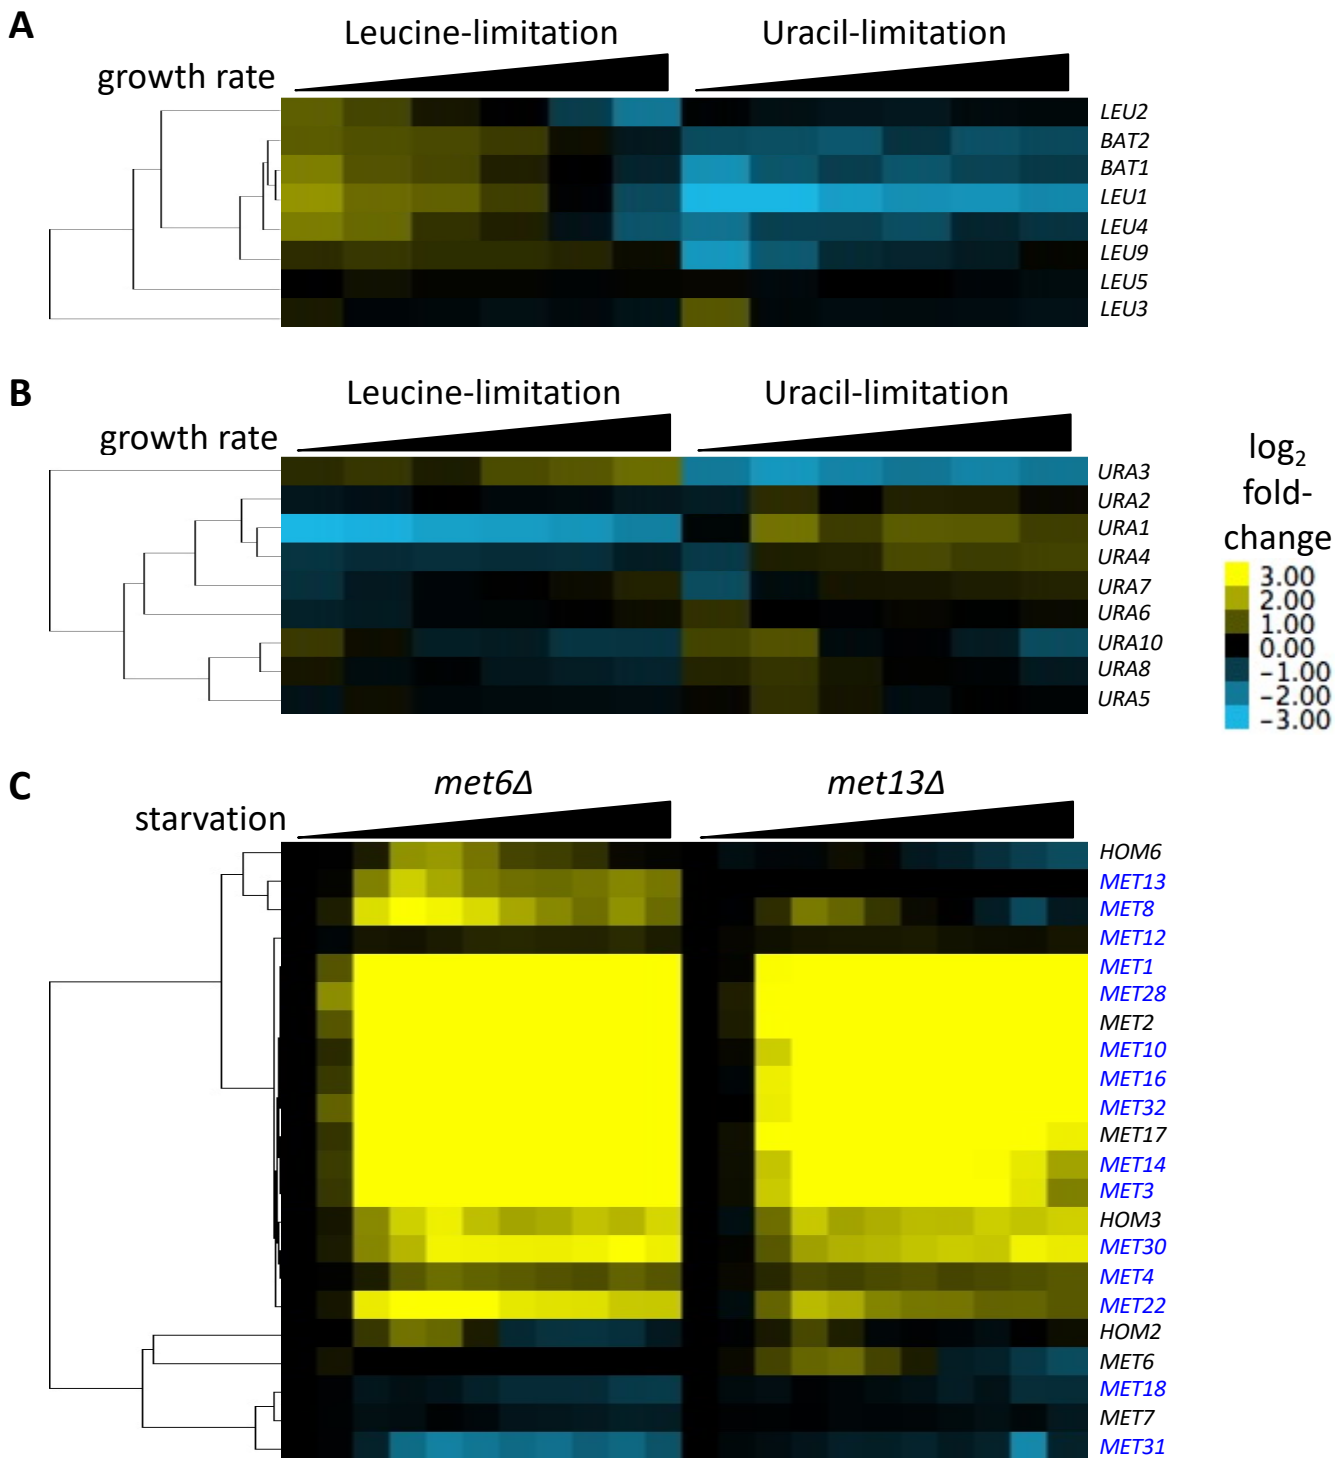 A
Leucine-limitation
Uracil-limitation
growth rate
LEU2
BAT2
BAT1
LEU1
LEU4
LEU9
LEU5
LEU3
B
Leucine-limitation
Uracil-limitation
growth rate
URA3
URA2
URA1
URA4
URA7
URA6
URA10
URA8
URA5
log2
fold-
change
3.00
2.00
1.00
0.00
−1.00
−2.00
−3.00
C
met6Δ
met13Δ
starvation
HOM6
MET13
MET8
MET12
MET1
MET28
MET2
MET10
MET16
MET32
MET17
MET14
MET3
HOM3
MET30
MET4
MET22
HOM2
MET6
MET18
MET7
MET31